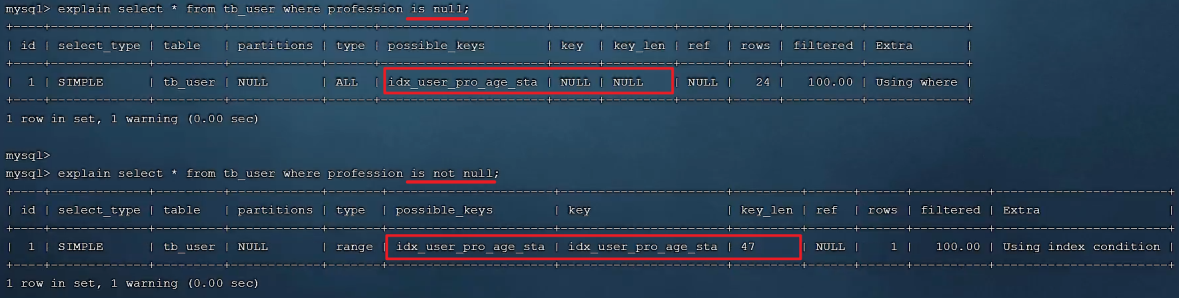 mysql> explain select * from tb_user where profession is null;
+----+-------------+---------+------------+------+----------------------+------+---------+------+------+----------+-------------+
| id | select_type | table | partitions | type | possible_keys | key | key_len | ref | rows | filtered | Extra |
+----+-------------+---------+------------+------+----------------------+------+---------+------+------+----------+-------------+
| 1 | SIMPLE | tb_user | NULL | ALL | idx_user_pro_age_sta | NULL | NULL | NULL | 24 | 100.00 | Using where |
+----+-------------+---------+------------+------+----------------------+------+---------+------+------+----------+-------------+
1 row in set, 1 warning (0.00 sec)
mysql>
mysql> explain select * from tb_user where profession is not null;
+----+-------------+---------+------------+-------+----------------------+----------------------+---------+------+------+----------+-----------------------+
| id | select_type | table | partitions | type | possible_keys | key | key_len | ref | rows | filtered | Extra |
+----+-------------+---------+------------+-------+----------------------+----------------------+---------+------+------+----------+-----------------------+
| 1 | SIMPLE | tb_user | NULL | range | idx_user_pro_age_sta | idx_user_pro_age_sta | 47 | NULL | 1 | 100.00 | Using index condition |
+----+-------------+---------+------------+-------+----------------------+----------------------+---------+------+------+----------+-----------------------+
1 row in set, 1 warning (0.00 sec)